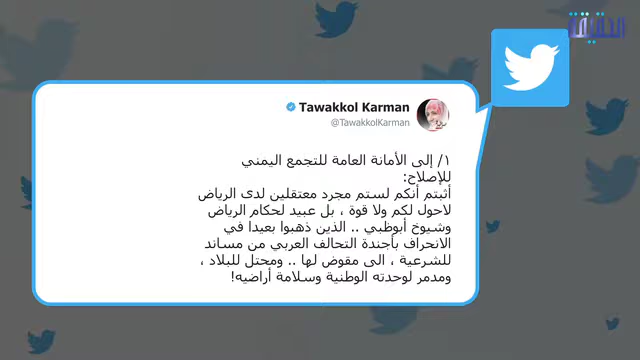 الحقيقة
Tawakkol Karman
@TawakkolKarman
١/ إلى الأمانة العامة للتجمع اليمني
للإصلاح:
أثبتم أنكم لستم مجرد معتقلين لدى الرياض
لاحول لكم ولا قوة ، بل عبيد لحكام الرياض
وشيوخ أبوظبي .. الذين ذهبوا بعيدا في
الانحراف بأجندة التحالف العربي من مساند
للشرعية ، الى مقوض لها .. ومحتل للبلاد ،
ومدمر لوحدته الوطنية وسلامة أراضيه!